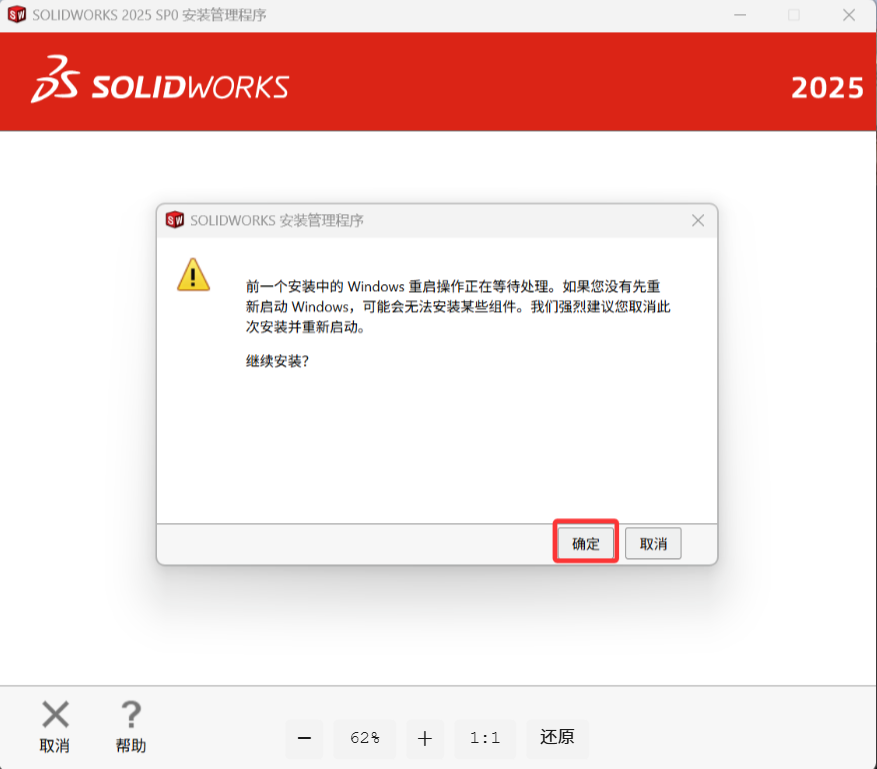 SW SOLIDWORKS 2025 SP0 安装管理程序
SOLIDWORKS
2025
SW SOLIDWORKS 安装管理程序
前一个安装中的 Windows 重启操作正在等待处理。如果您没有先重
新启动 Windows，可能会无法安装某些组件。我们强烈建议您取消此
次安装并重新启动。
继续安装?
确定 取消
取消 帮助
62% 1:1 还原